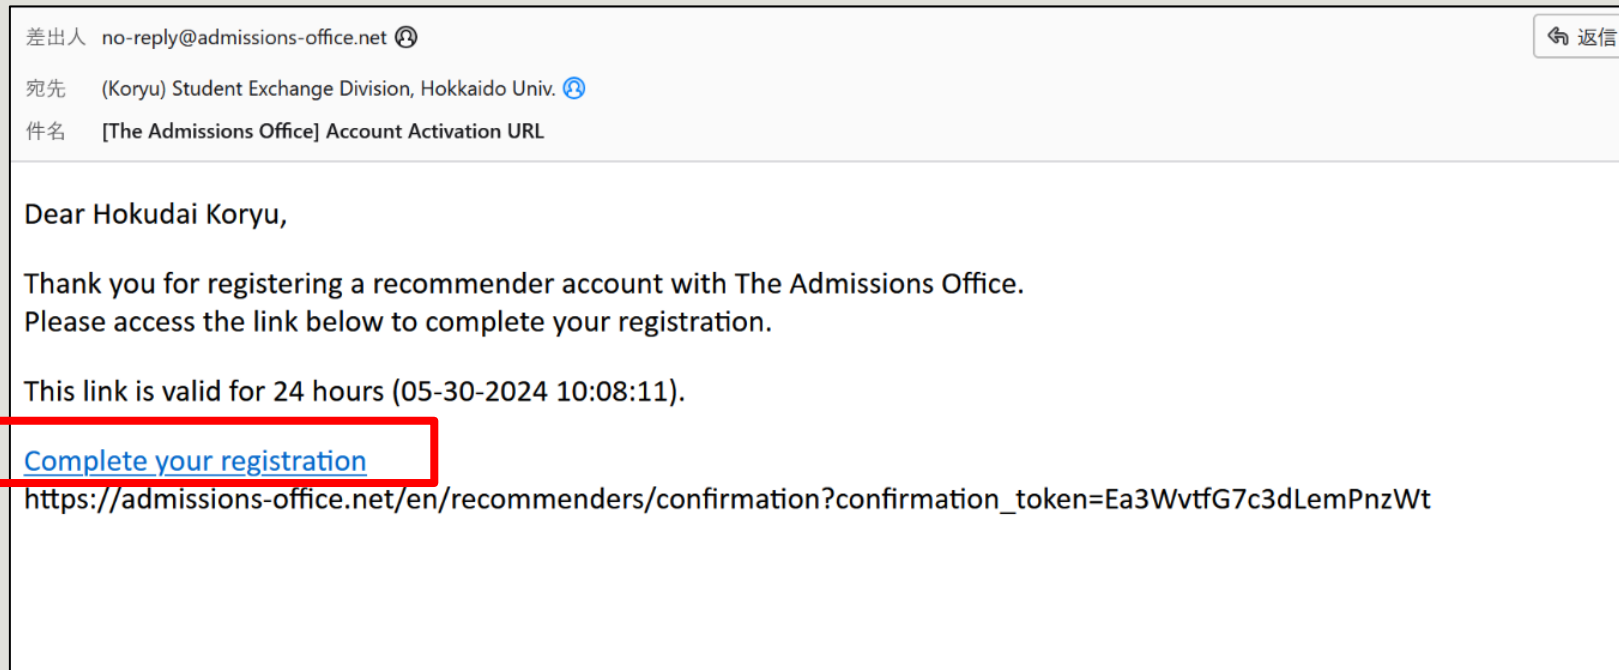 差出人 no-reply@admissions-office.net
返信
宛先 (Koryu) Student Exchange Division, Hokkaido Univ.
件名 [The Admissions Office] Account Activation URL
Dear Hokudai Koryu,
Thank you for registering a recommender account with The Admissions Office.
Please access the link below to complete your registration.
This link is valid for 24 hours (05-30-2024 10:08:11).
Complete your registration
https://admissions-office.net/en/recommenders/confirmation?confirmation_token=Ea3WvtfG7c3dLemPnzWt